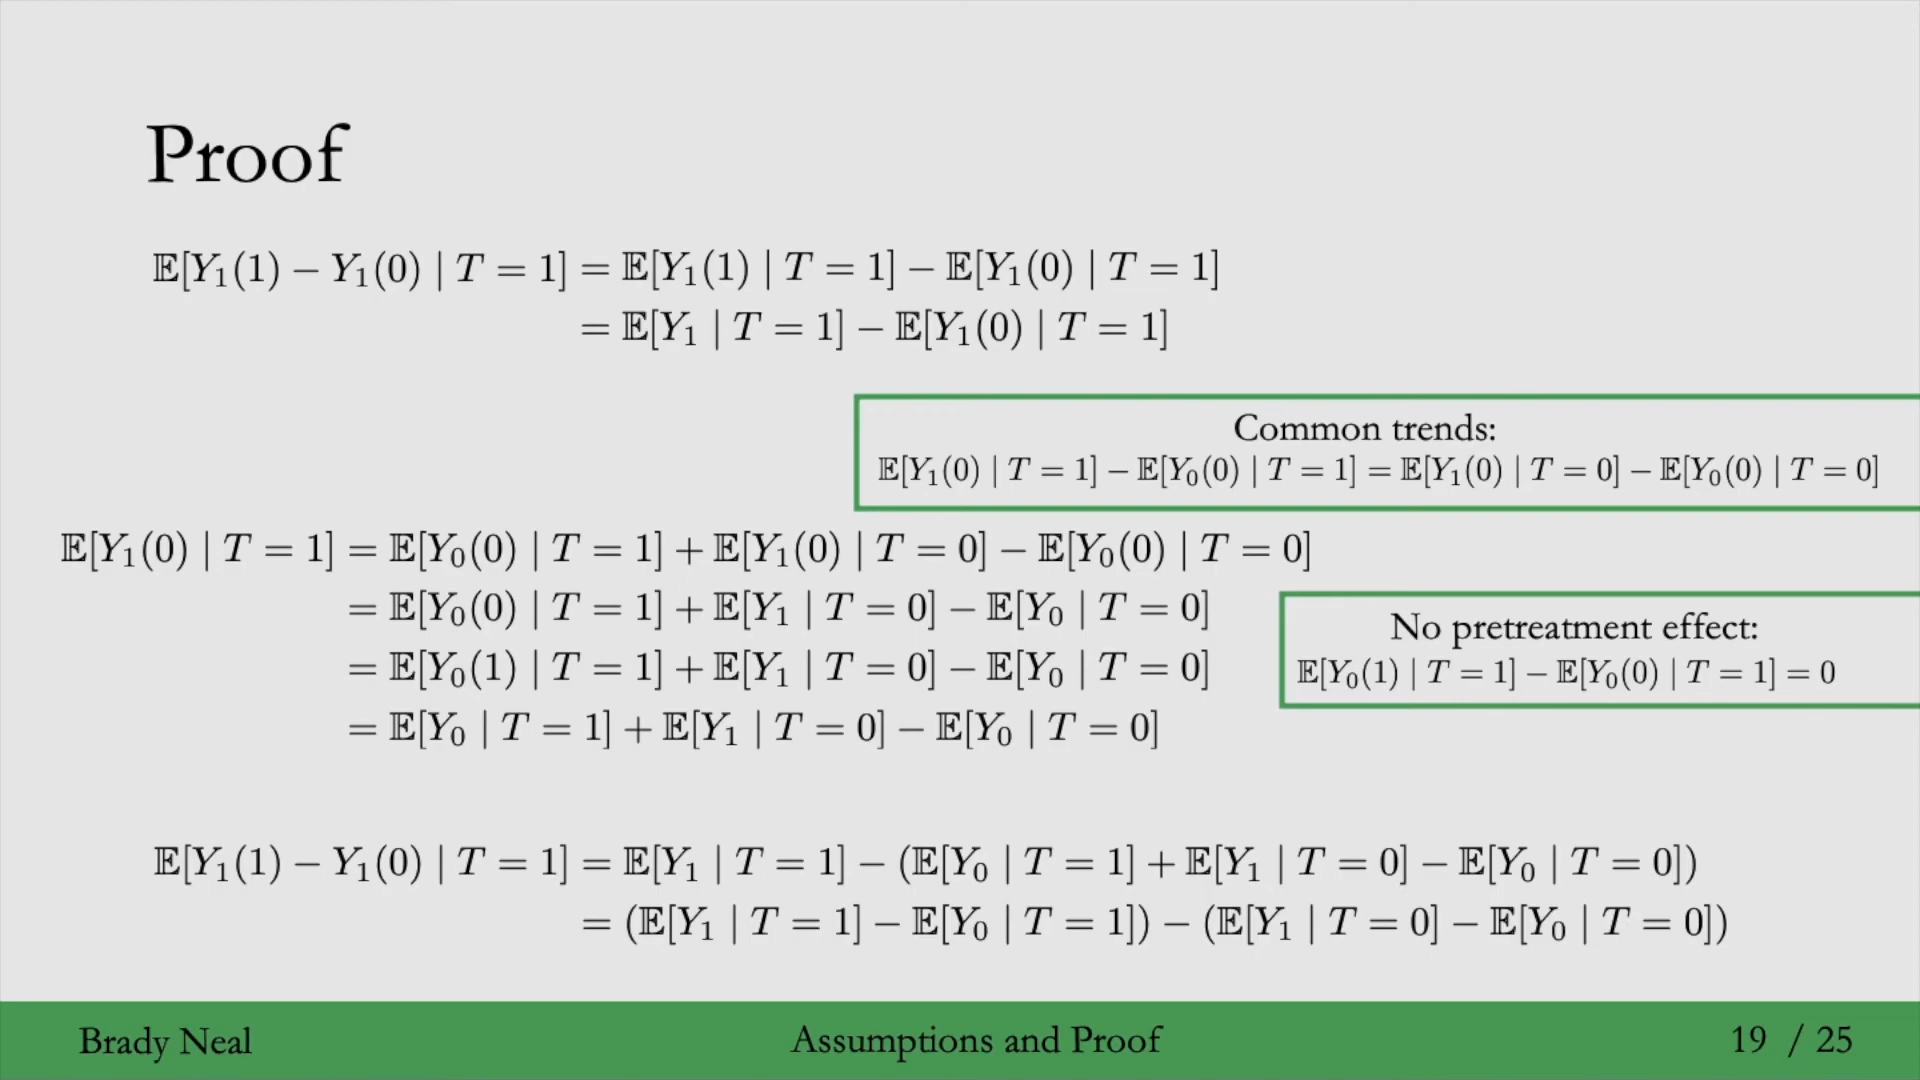 Proof
𝔼[Y₁(1) − Y₁(0) | T = 1] = 𝔼[Y₁(1) | T = 1] − 𝔼[Y₁(0) | T = 1]
= 𝔼[Y₁ | T = 1] − 𝔼[Y₁(0) | T = 1]
Common trends:
𝔼[Y₁(0) | T = 1] − 𝔼[Y₀(0) | T = 1] = 𝔼[Y₁(0) | T = 0] − 𝔼[Y₀(0) | T = 0]
𝔼[Y₁(0) | T = 1] = 𝔼[Y₀(0) | T = 1] + 𝔼[Y₁(0) | T = 0] − 𝔼[Y₀(0) | T = 0]
= 𝔼[Y₀(0) | T = 1] + 𝔼[Y₁ | T = 0] − 𝔼[Y₀ | T = 0]
= 𝔼[Y₀(1) | T = 1] + 𝔼[Y₁ | T = 0] − 𝔼[Y₀ | T = 0]
= 𝔼[Y₀ | T = 1] + 𝔼[Y₁ | T = 0] − 𝔼[Y₀ | T = 0]
No pretreatment effect:
𝔼[Y₀(1) | T = 1] − 𝔼[Y₀(0) | T = 1] = 0
𝔼[Y₁(1) − Y₁(0) | T = 1] = 𝔼[Y₁ | T = 1] − (𝔼[Y₀ | T = 1] + 𝔼[Y₁ | T = 0] − 𝔼[Y₀ | T = 0])
= (𝔼[Y₁ | T = 1] − 𝔼[Y₀ | T = 1]) − (𝔼[Y₁ | T = 0] − 𝔼[Y₀ | T = 0])
Brady Neal
Assumptions and Proof
19 / 25